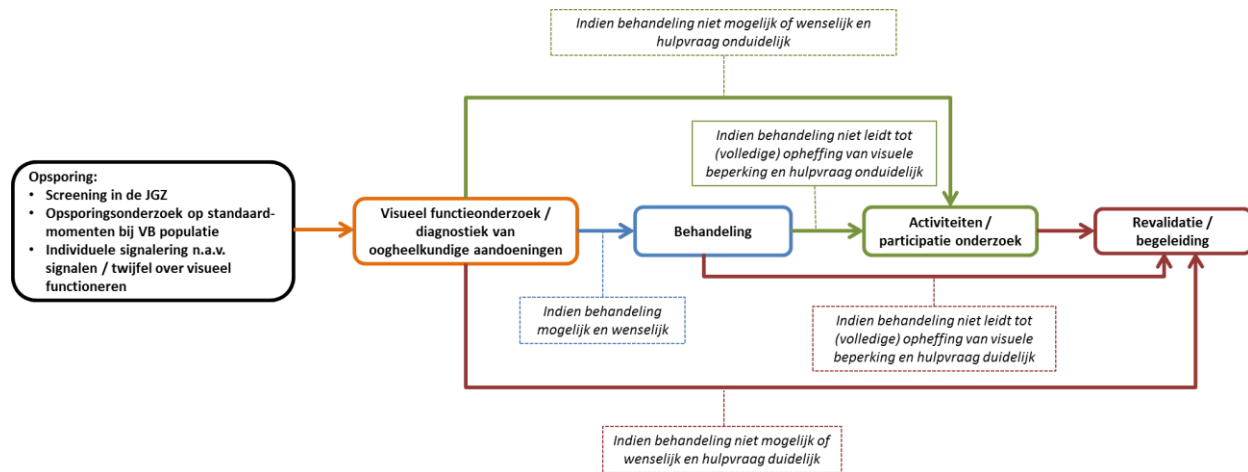 Indien behandeling niet mogelijk of wenselijk en
hulpvraag onduidelijk
Indien behandeling niet leidt tot
(volledige) opheffing van visuele
beperking en hulpvraag onduidelijk
Opsporing:
• Screening in de JGZ
• Opsporingsonderzoek op standaard-
momenten bij VB populatie
• Individuele signalering n.a.v.
signalen / twijfel over visueel
functioneren
Visueel functieonderzoek /
diagnostiek van
oogheelkundige aandoeningen
Behandeling
Activiteiten /
participatie onderzoek
Revalidatie /
begeleiding
Indien behandeling
mogelijk en wenselijk
Indien behandeling niet leidt tot
(volledige) opheffing van visuele
beperking en hulpvraag duidelijk
Indien behandeling niet mogelijk of
wenselijk en hulpvraag duidelijk